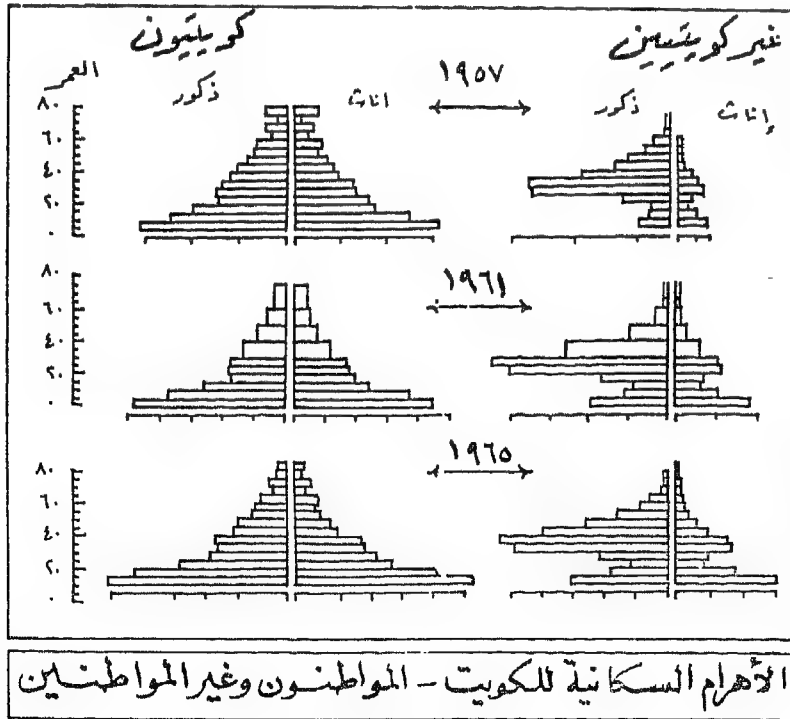 غير كويتيين
كويتيون
١٩٥٧
العمر
إناث
ذكور
اناث
ذكور
٨٠
٦٠
٤٠
٢٠
٠
١٩٦١
٨٠
٦٠
٤٠
٢٠
٠
١٩٦٥
٨٠
٦٠
٤٠
٢٠
٠
الأهرام السكانية للكويت - المواطنون وغير المواطنين